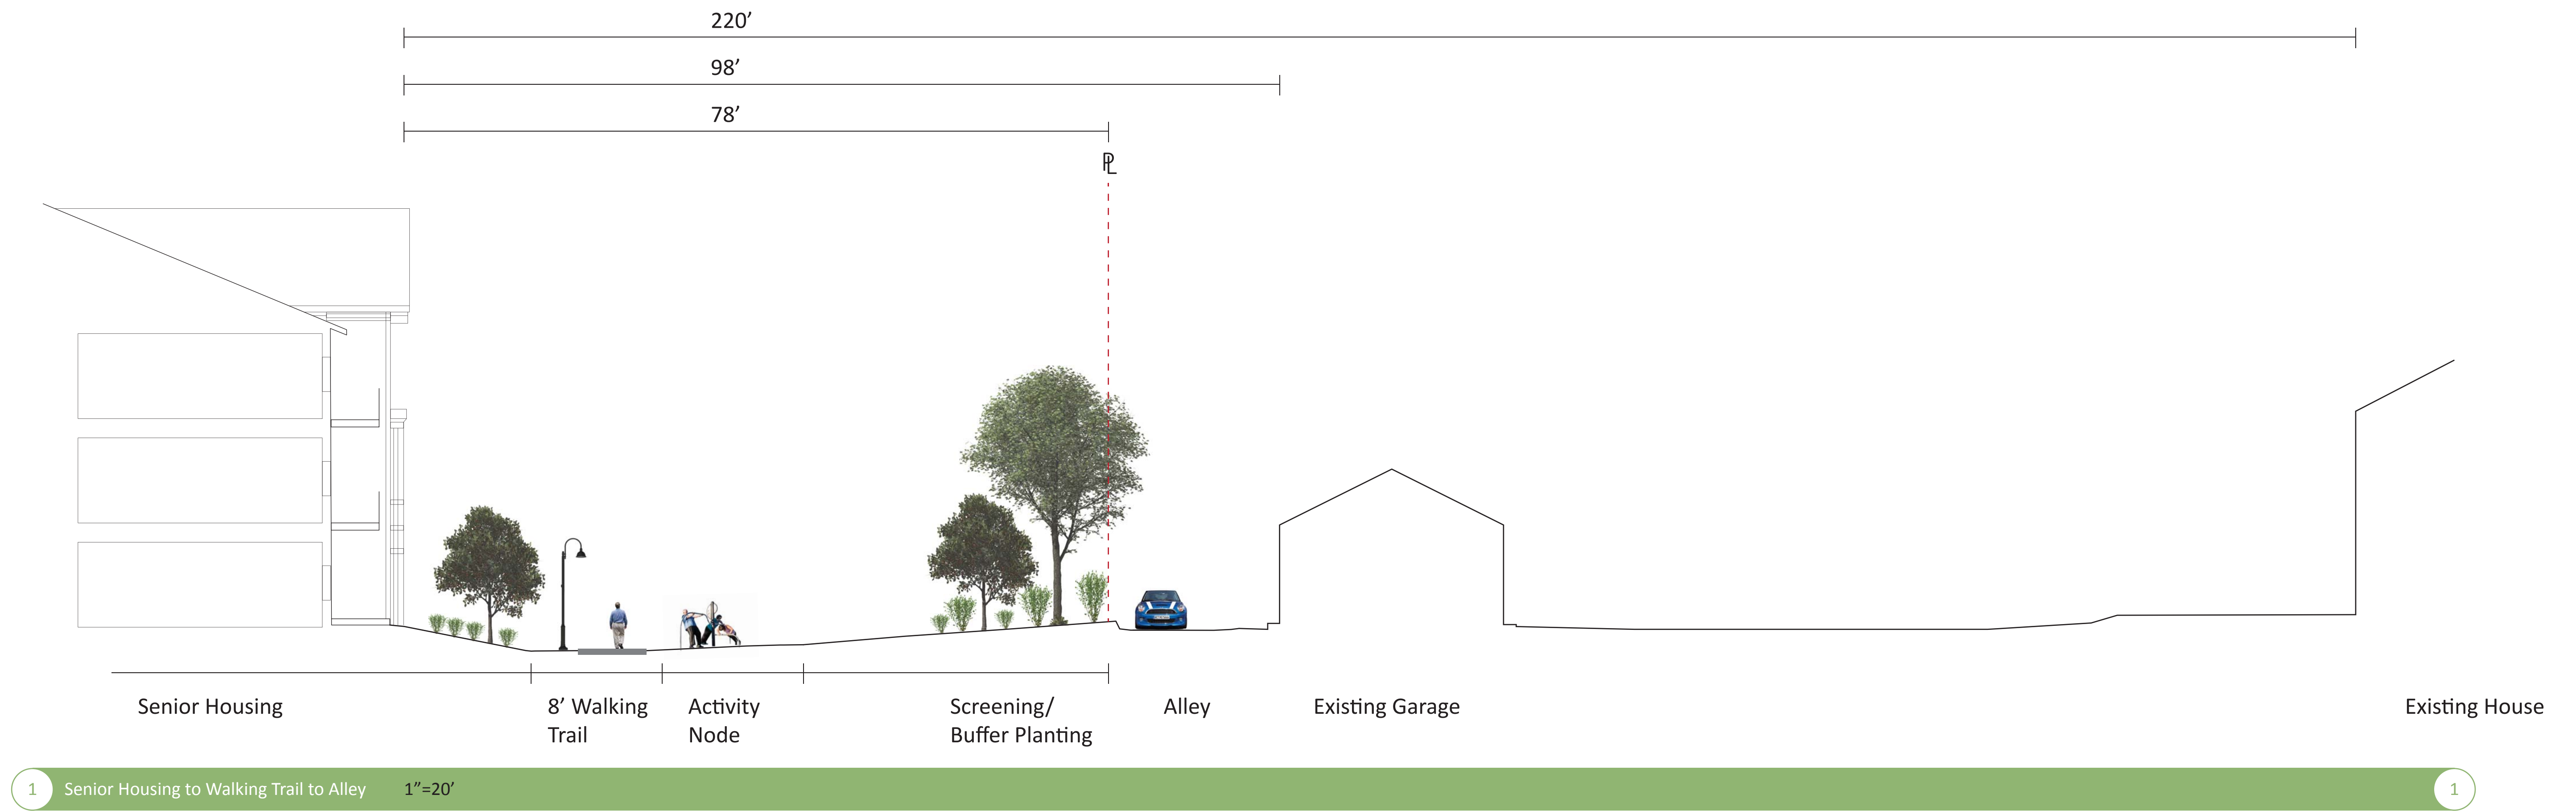 220’
98’
78’
PL
Senior Housing
8’ Walking
Trail
Activity
Node
Screening/
Buffer Planting
Alley
Existing Garage
Existing House
1 Senior Housing to Walking Trail to Alley 1”=20’ 1